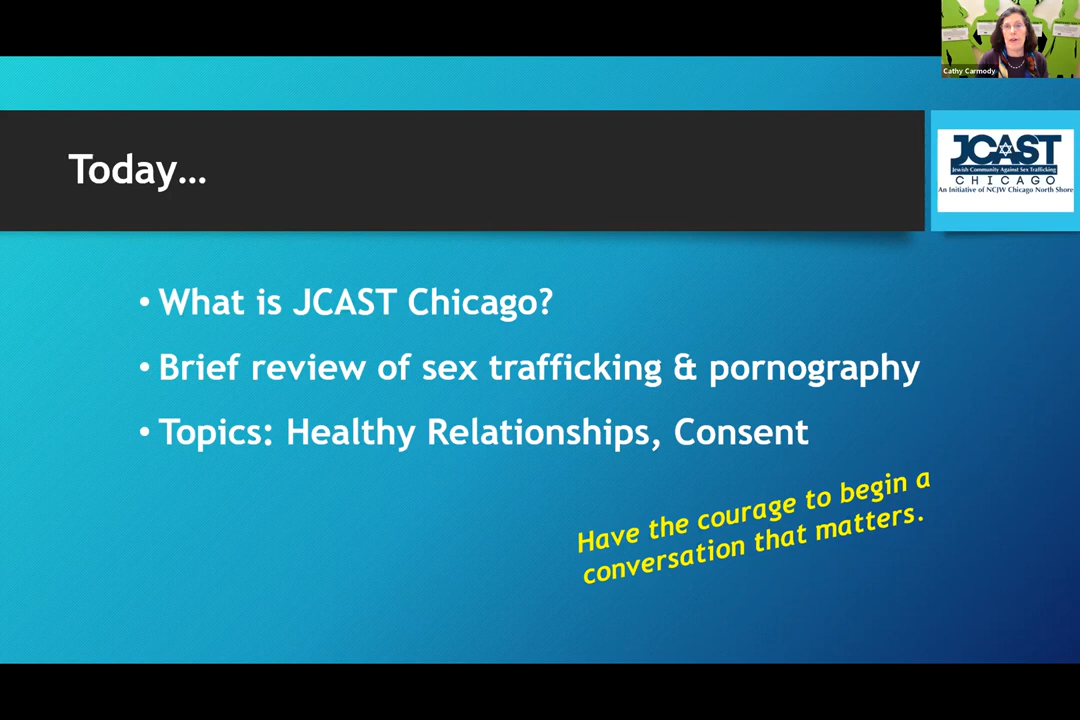 Cathy Carmody
Today...
JCAST
Jewish Community Against Sex Trafficking
CHICAGO
An Initiative of NCJW Chicago North Shore
• What is JCAST Chicago?
• Brief review of sex trafficking & pornography
• Topics: Healthy Relationships, Consent
Have the courage to begin a
conversation that matters.